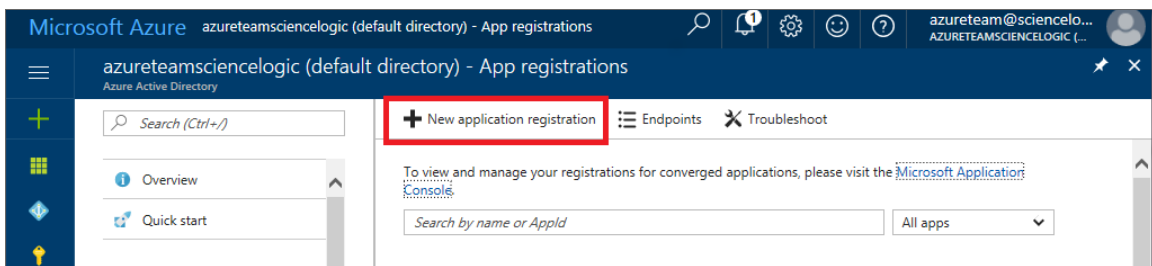 Microsoft Azure azureteamsciencelogic (default directory) - App registrations 1 azureteam@sciencelo...
AZURETEAMSCIENCELOGIC (...
azureteamsciencelogic (default directory) - App registrations
Azure Active Directory
Search (Ctrl+/)
New application registration Endpoints Troubleshoot
To view and manage your registrations for converged applications, please visit the Microsoft Application
Console.
Overview
Quick start
Search by name or AppId All apps